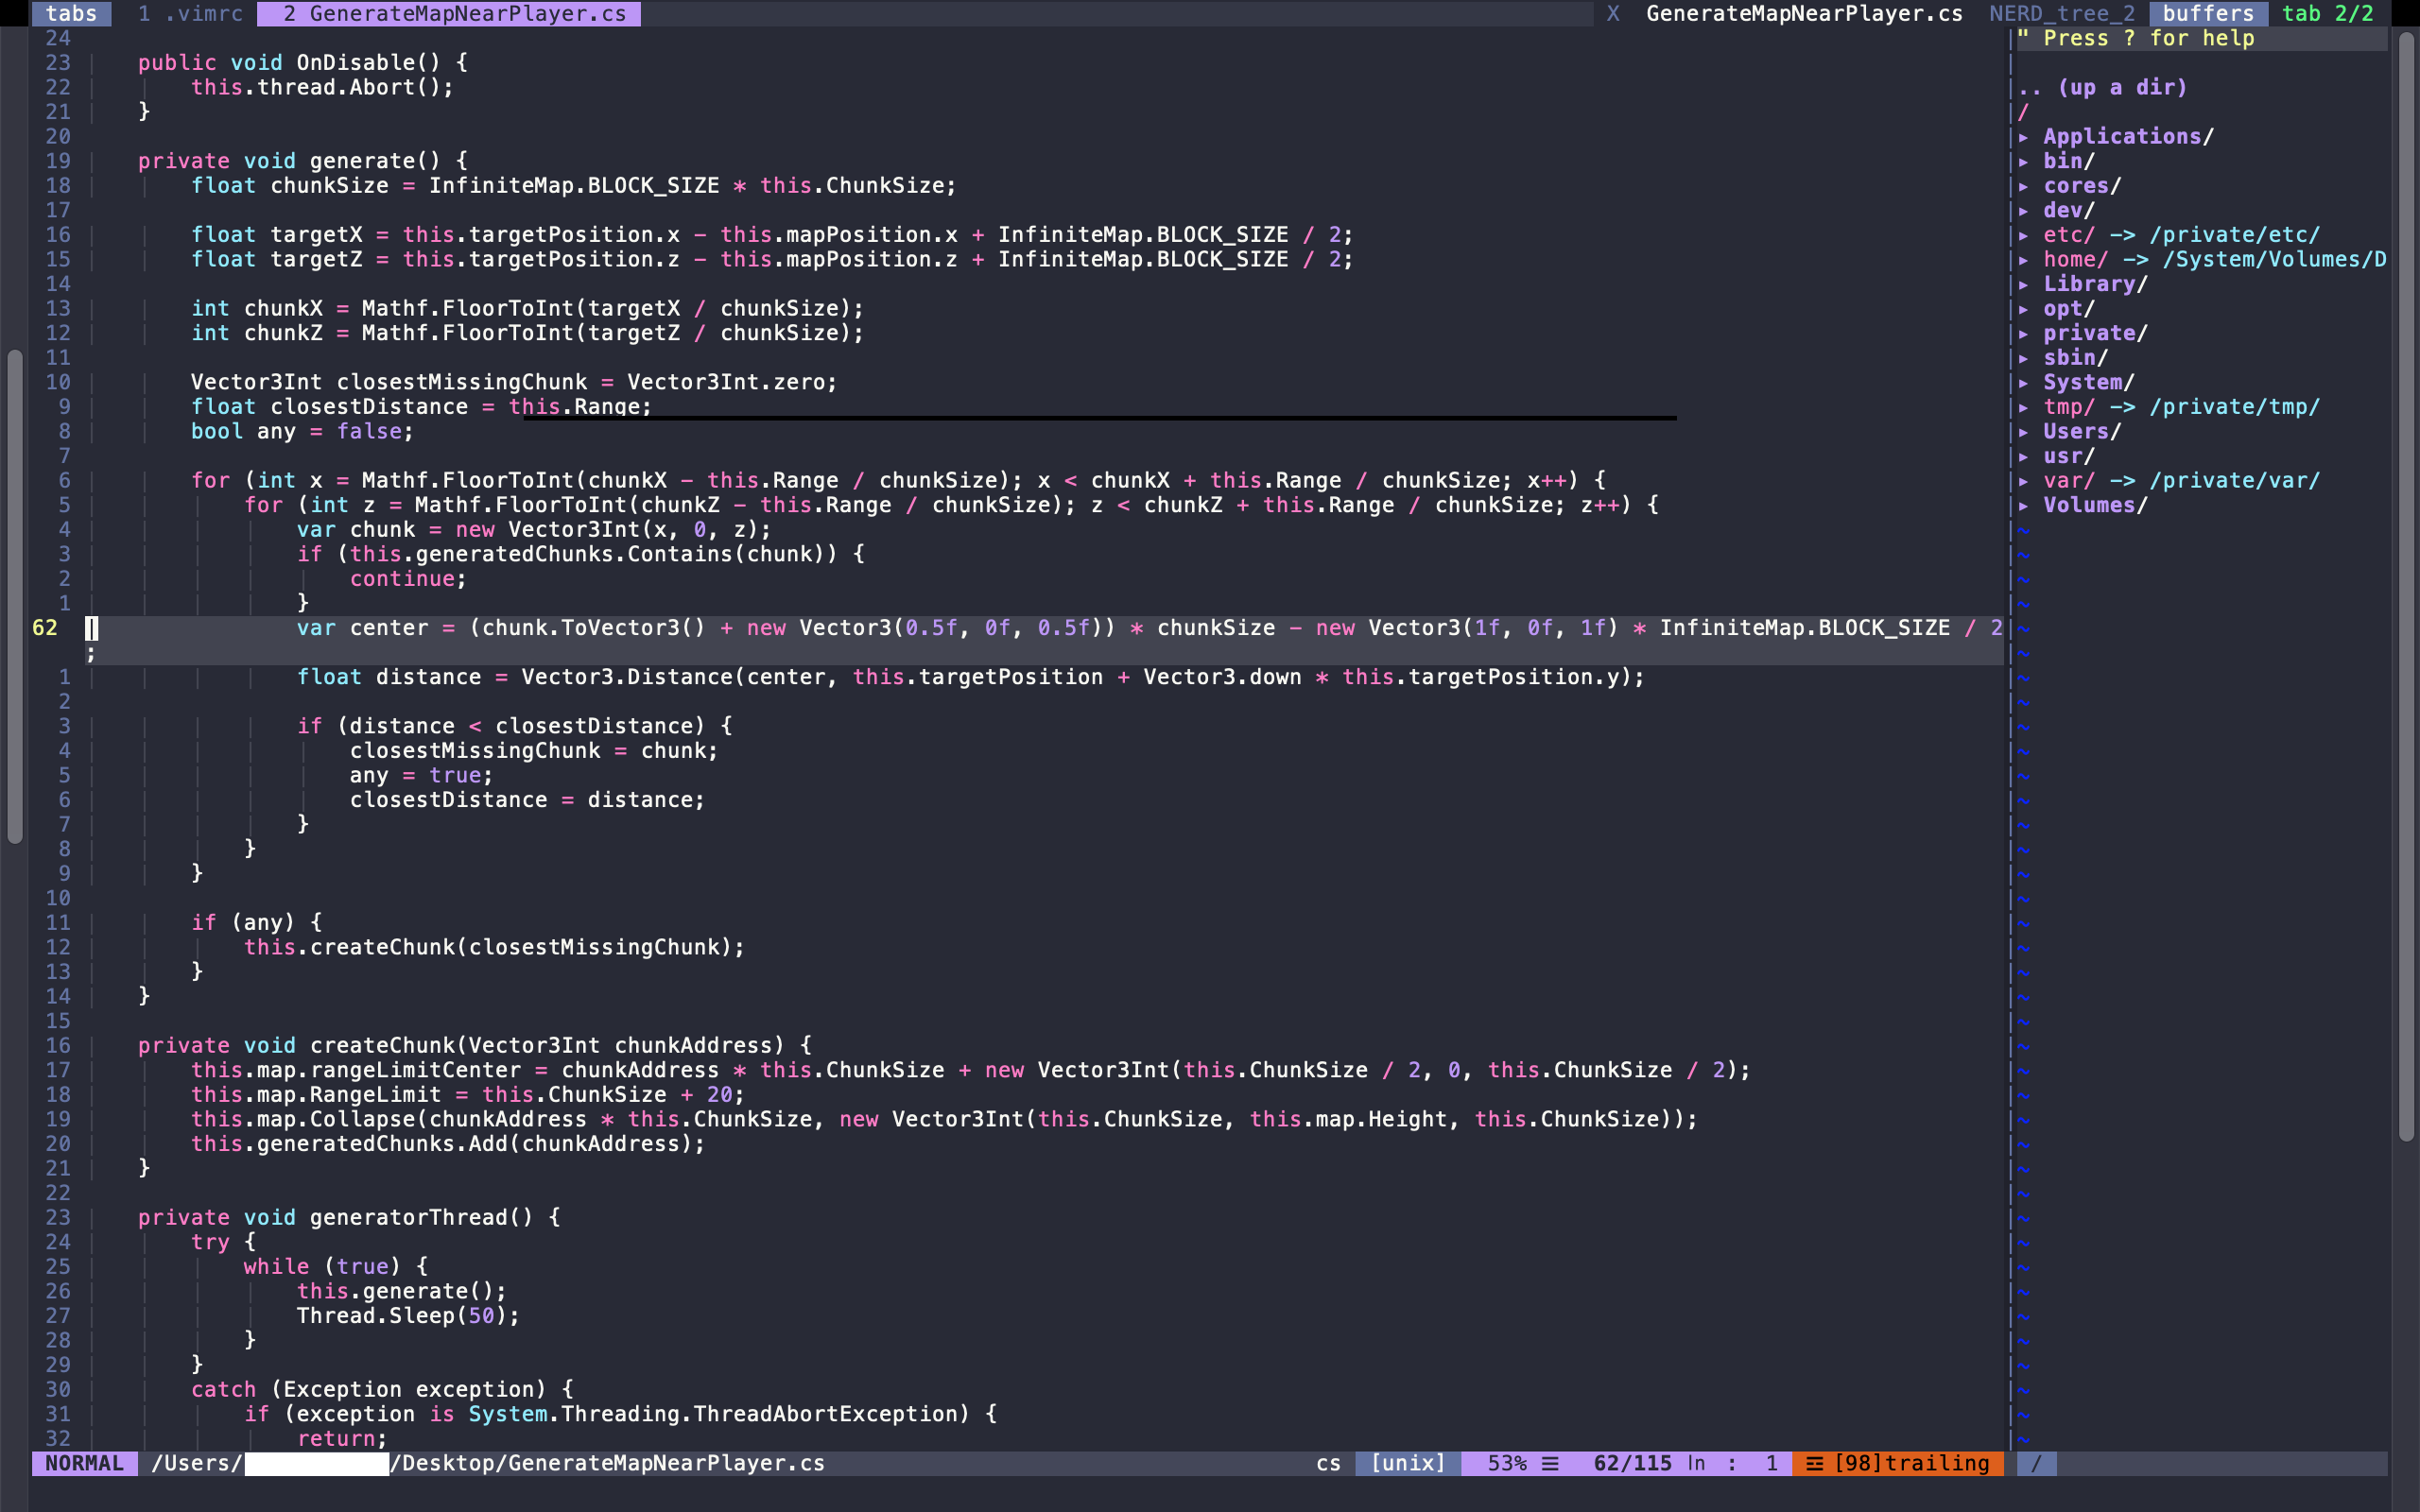 tabs 1 .vimrc 2 GenerateMapNearPlayer.cs X GenerateMapNearPlayer.cs NERD_tree_2 buffers tab 2/2
24
23 public void OnDisable() {
22 this.thread.Abort();
21 }
20
19 private void generate() {
18 float chunkSize = InfiniteMap.BLOCK_SIZE * this.ChunkSize;
17
16 float targetX = this.targetPosition.x - this.mapPosition.x + InfiniteMap.BLOCK_SIZE / 2;
15 float targetZ = this.targetPosition.z - this.mapPosition.z + InfiniteMap.BLOCK_SIZE / 2;
14
13 int chunkX = Mathf.FloorToInt(targetX / chunkSize);
12 int chunkZ = Mathf.FloorToInt(targetZ / chunkSize);
11
10 Vector3Int closestMissingChunk = Vector3Int.zero;
9 float closestDistance = this.Range;
8 bool any = false;
7
6 for (int x = Mathf.FloorToInt(chunkX - this.Range / chunkSize); x < chunkX + this.Range / chunkSize; x++) {
5 for (int z = Mathf.FloorToInt(chunkZ - this.Range / chunkSize); z < chunkZ + this.Range / chunkSize; z++) {
4 var chunk = new Vector3Int(x, 0, z);
3 if (this.generatedChunks.Contains(chunk)) {
2 continue;
1 }
62 var center = (chunk.ToVector3() + new Vector3(0.5f, 0f, 0.5f)) * chunkSize - new Vector3(1f, 0f, 1f) * InfiniteMap.BLOCK_SIZE / 2
;
1 float distance = Vector3.Distance(center, this.targetPosition + Vector3.down * this.targetPosition.y);
2
3 if (distance < closestDistance) {
4 closestMissingChunk = chunk;
5 any = true;
6 closestDistance = distance;
7 }
8 }
9 }
10
11 if (any) {
12 this.createChunk(closestMissingChunk);
13 }
14 }
15
16 private void createChunk(Vector3Int chunkAddress) {
17 this.map.rangeLimitCenter = chunkAddress * this.ChunkSize + new Vector3Int(this.ChunkSize / 2, 0, this.ChunkSize / 2);
18 this.map.RangeLimit = this.ChunkSize + 20;
19 this.map.Collapse(chunkAddress * this.ChunkSize, new Vector3Int(this.ChunkSize, this.map.Height, this.ChunkSize));
20 this.generatedChunks.Add(chunkAddress);
21 }
22
23 private void generatorThread() {
24 try {
25 while (true) {
26 this.generate();
27 Thread.Sleep(50);
28 }
29 }
30 catch (Exception exception) {
31 if (exception is System.Threading.ThreadAbortException) {
32 return;
" Press ? for help
.. (up a dir)
/
▸ Applications/
▸ bin/
▸ cores/
▸ dev/
▸ etc/ -> /private/etc/
▸ home/ -> /System/Volumes/D
▸ Library/
▸ opt/
▸ private/
▸ sbin/
▸ System/
▸ tmp/ -> /private/tmp/
▸ Users/
▸ usr/
▸ var/ -> /private/var/
▸ Volumes/
NORMAL /Users/ /Desktop/GenerateMapNearPlayer.cs cs [unix] 53% ☰ 62/115 ln : 1 ☲ [98]trailing /